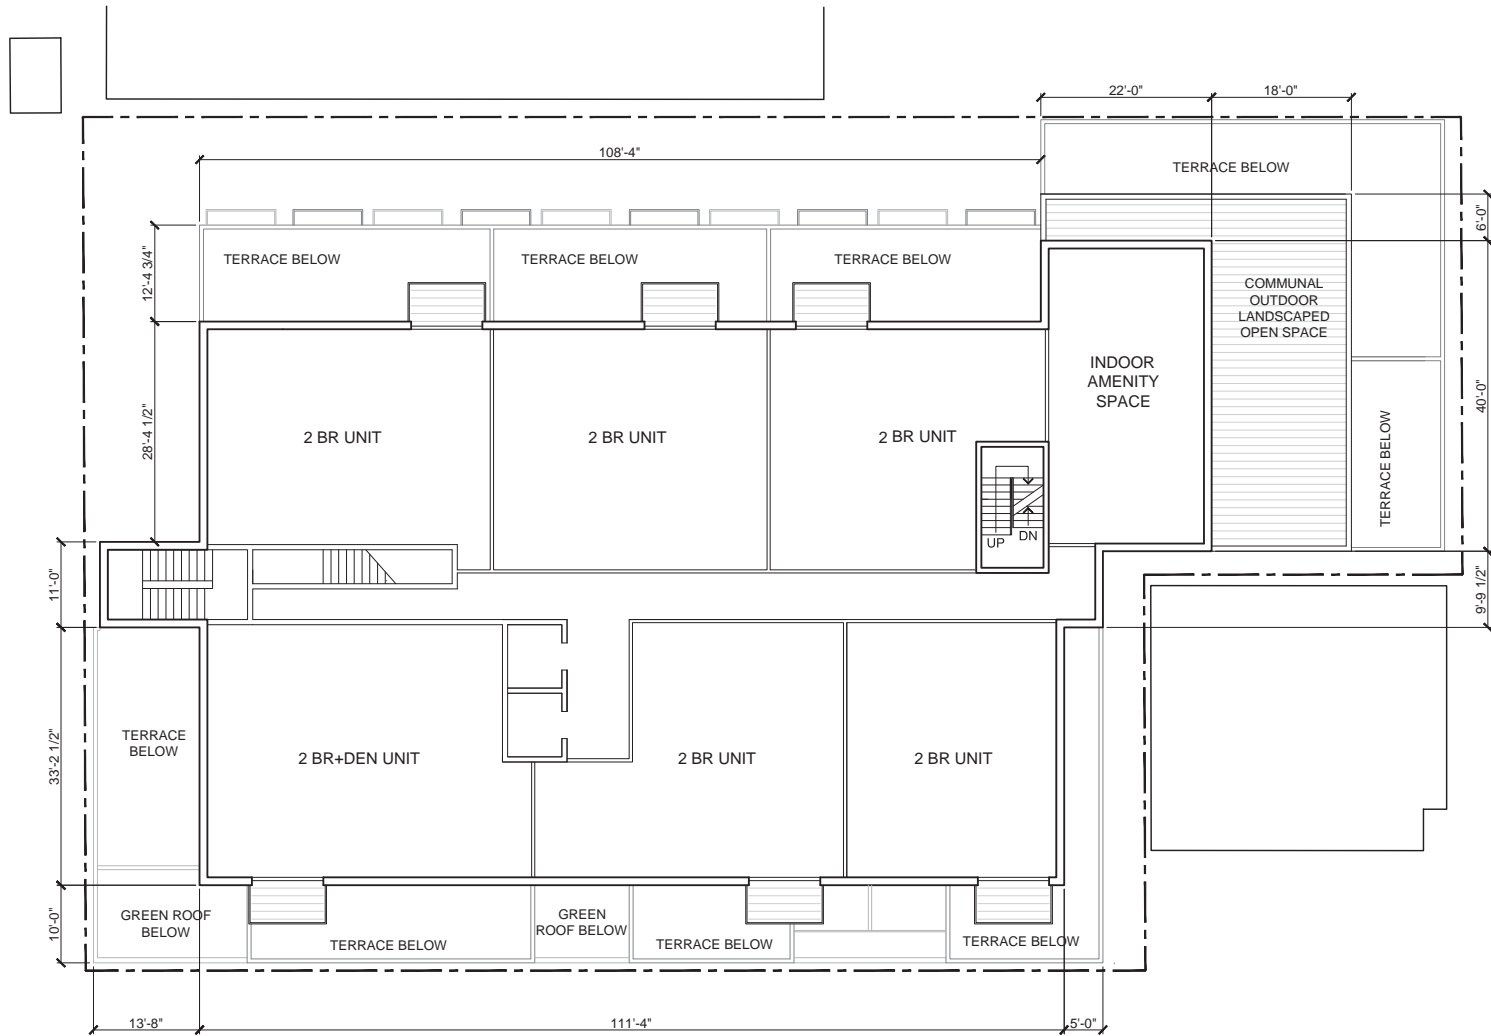 22'-0"
18'-0"
108'-4"
TERRACE BELOW
6'-0"
12'-4 3/4"
TERRACE BELOW
TERRACE BELOW
TERRACE BELOW
COMMUNAL
OUTDOOR
LANDSCAPED
OPEN SPACE
INDOOR
AMENITY
SPACE
40'-0"
28'-4 1/2"
2 BR UNIT
2 BR UNIT
2 BR UNIT
TERRACE BELOW
UP
DN
11'-0"
9'-9 1/2"
33'-2 1/2"
TERRACE
BELOW
2 BR+DEN UNIT
2 BR UNIT
2 BR UNIT
10'-0"
GREEN ROOF
BELOW
TERRACE BELOW
GREEN
ROOF BELOW
TERRACE BELOW
TERRACE BELOW
13'-8"
111'-4"
5'-0"